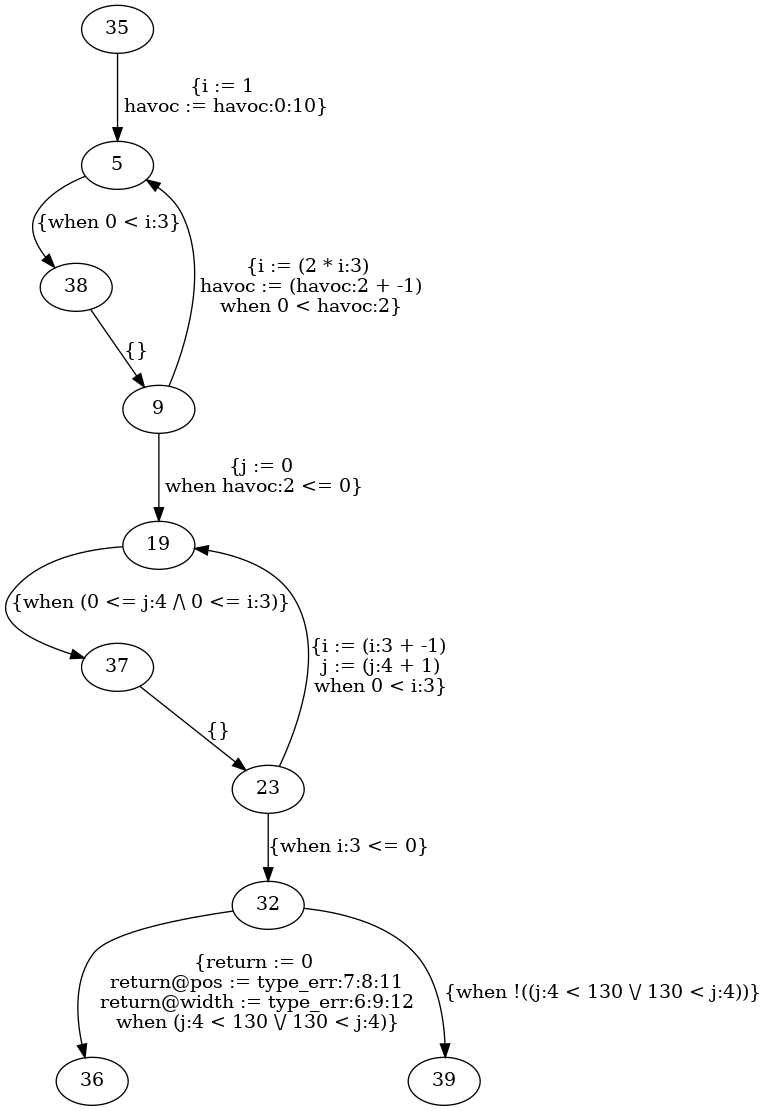 35
{i := 1
havoc := havoc:0:10}
5
{when 0 < i:3}
38
{i := (2 * i:3)
havoc := (havoc:2 + -1)
when 0 < havoc:2}
{}
9
{j := 0
when havoc:2 <= 0}
19
{when (0 <= j:4 /\ 0 <= i:3)}
37
{i := (i:3 + -1)
j := (j:4 + 1)
when 0 < i:3}
{}
23
{when i:3 <= 0}
32
{return := 0
return@pos := type_err:7:8:11
return@width := type_err:6:9:12
when (j:4 < 130 \/ 130 < j:4)}
{when !((j:4 < 130 \/ 130 < j:4))}
36
39